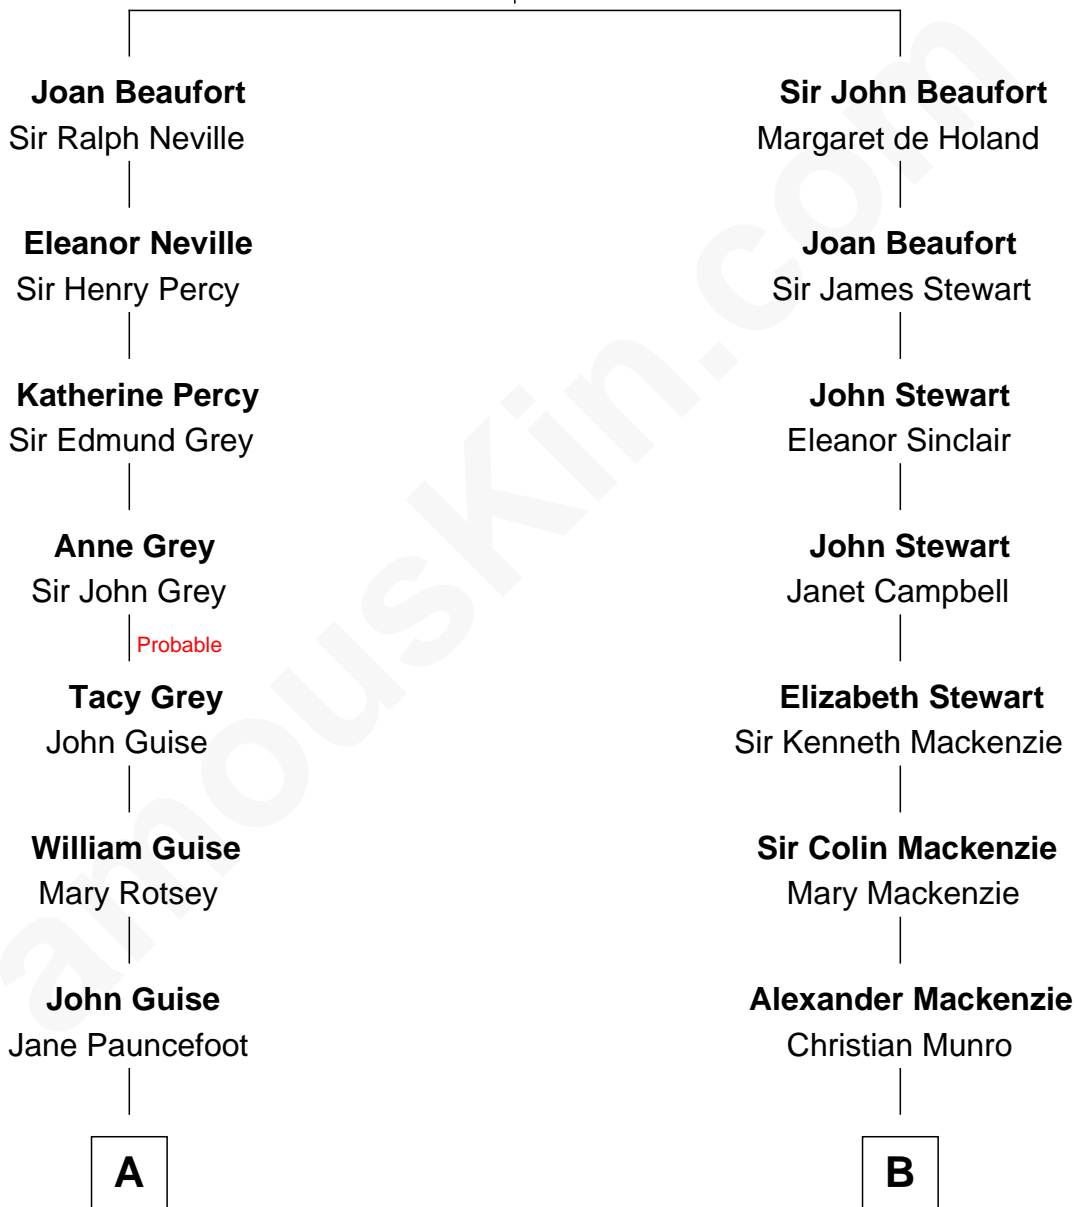 Joan Beaufort
Sir Ralph Neville
Eleanor Neville
Sir Henry Percy
Katherine Percy
Sir Edmund Grey
Anne Grey
Sir John Grey
Probable
Tacy Grey
John Guise
William Guise
Mary Rotsey
John Guise
Jane Pauncefoot
A
Sir John Beaufort
Margaret de Holand
Joan Beaufort
Sir James Stewart
John Stewart
Eleanor Sinclair
John Stewart
Janet Campbell
Elizabeth Stewart
Sir Kenneth Mackenzie
Sir Colin Mackenzie
Mary Mackenzie
Alexander Mackenzie
Christian Munro
B
amousKin.com